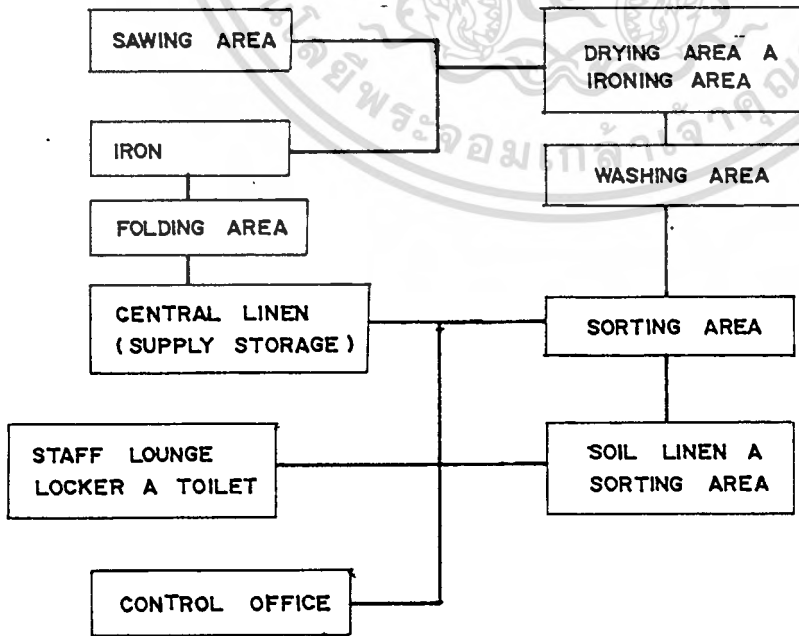 SAWING AREA
DRYING AREA A
IRONING AREA
IRON
WASHING AREA
FOLDING AREA
CENTRAL LINEN
(SUPPLY STORAGE)
SORTING AREA
STAFF LOUNGE
LOCKER A TOILET
SOIL LINEN A
SORTING AREA
CONTROL OFFICE